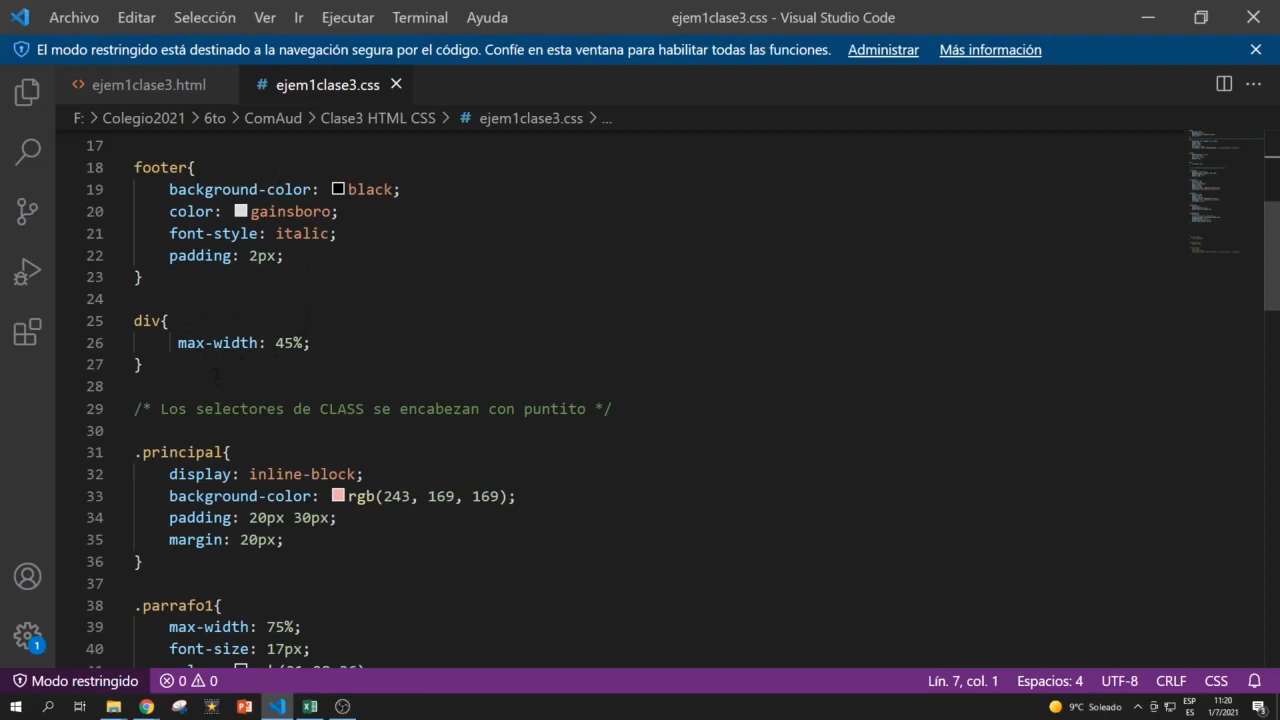 Archivo Editar Selección Ver Ir Ejecutar Terminal Ayuda ejem1clase3.css - Visual Studio Code
El modo restringido está destinado a la navegación segura por el código. Confíe en esta ventana para habilitar todas las funciones. Administrar Más información
ejem1clase3.html # ejem1clase3.css
F: > Colegio2021 > 6to > ComAud > Clase3 HTML CSS > # ejem1clase3.css > ...
17
18 footer{
19 background-color: black;
20 color: gainsboro;
21 font-style: italic;
22 padding: 2px;
23 }
24
25 div{
26 max-width: 45%;
27 }
28
29 /* Los selectores de CLASS se encabezan con puntito */
30
31 .principal{
32 display: inline-block;
33 background-color: rgb(243, 169, 169);
34 padding: 20px 30px;
35 margin: 20px;
36 }
37
38 .parrafo1{
39 max-width: 75%;
40 font-size: 17px;
1
Modo restringido 0 0 Lín. 7, col. 1 Espacios: 4 UTF-8 CRLF CSS
9°C Soleado ESP ES 11:20 1/7/2021 3